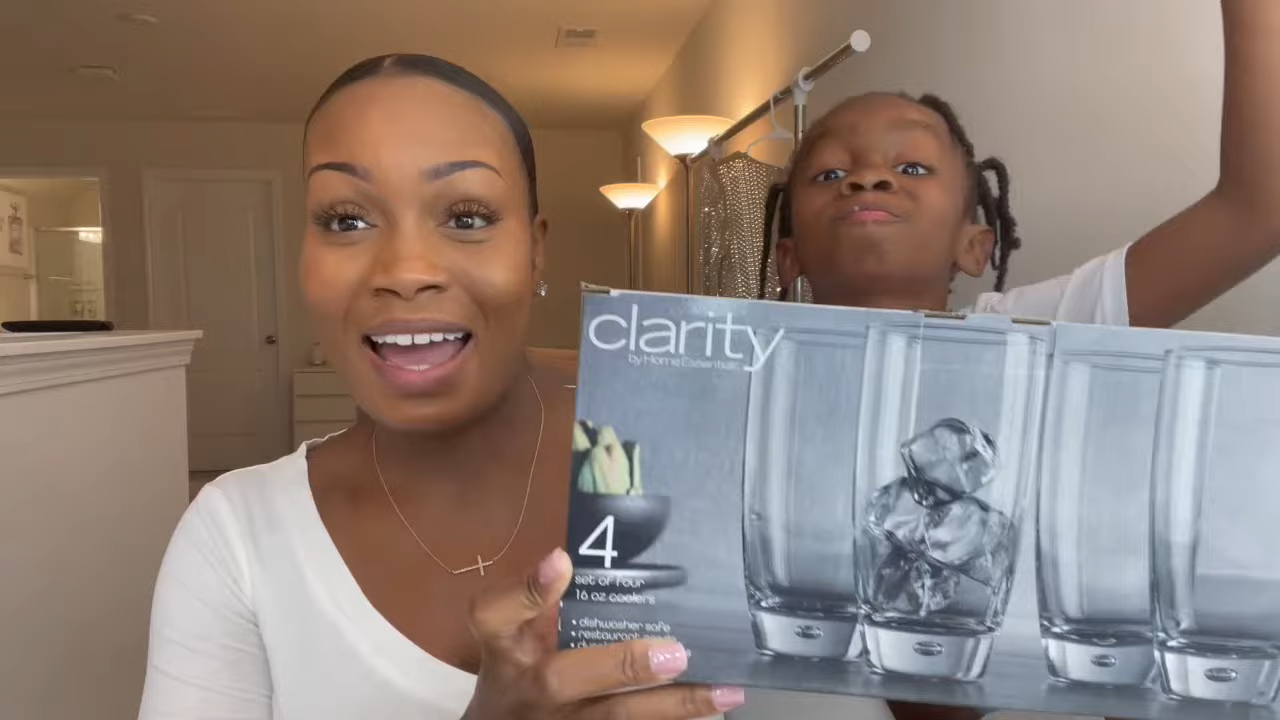 clarity
by Home Essentials
4
set of four
16 oz coolers
• dishwasher safe
• restaurant